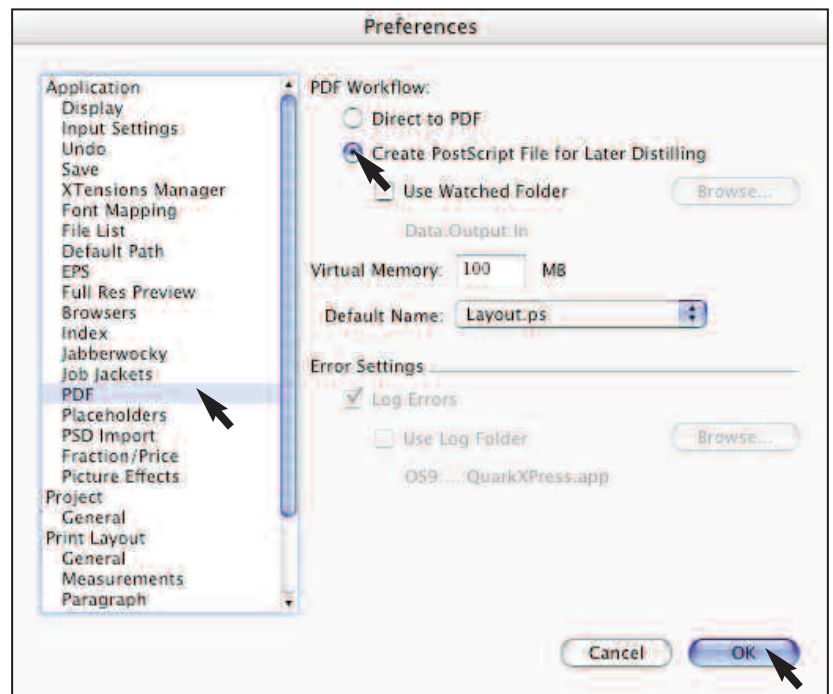 Preferences
Application
Display
Input Settings
Undo
Save
XTensions Manager
Font Mapping
File List
Default Path
EPS
Full Res Preview
Browsers
Index
Jabberwocky
Job Jackets
PDF
Placeholders
PSD Import
Fraction/Price
Picture Effects
Project
General
Print Layout
General
Measurements
Paragraph
PDF Workflow:
Direct to PDF
Create PostScript File for Later Distilling
Use Watched Folder
Browse...
Data:Output In
Virtual Memory: 100 MB
Default Name: Layout.ps
Error Settings
Log Errors
Use Log Folder
Browse...
OS9:...:QuarkXPress.app
Cancel
OK